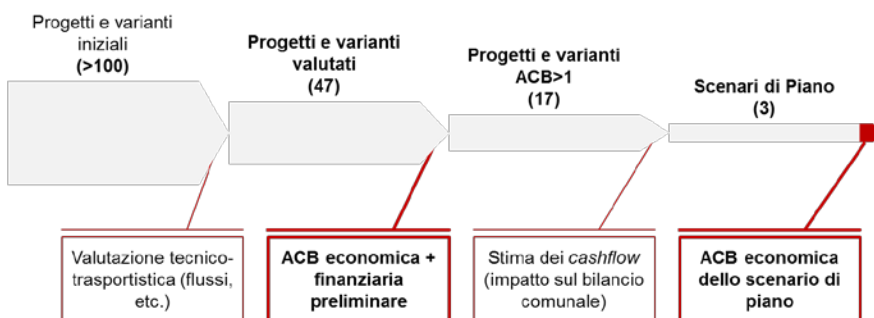 Progetti e varianti
iniziali
(>100)
Progetti e varianti
valutati
(47)
Progetti e varianti
ACB>1
(17)
Scenari di Piano
(3)
Valutazione tecnico-
trasportistica (flussi,
etc.)
ACB economica +
finanziaria
preliminare
Stima dei cashflow
(impatto sul bilancio
comunale)
ACB economica
dello scenario di
piano